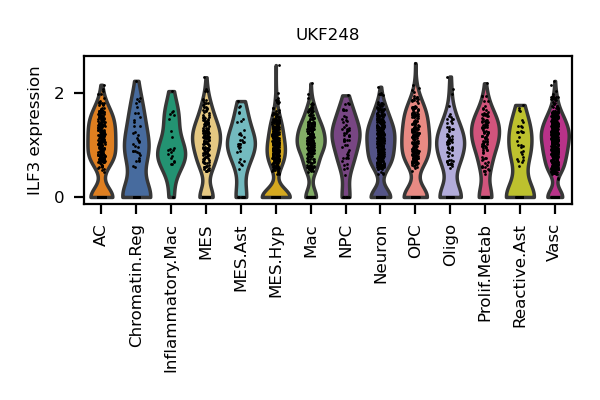 UKF248
ILF3 expression
2
0
AC
Chromatin.Reg
Inflammatory.Mac
MES
MES.Ast
MES.Hyp
Mac
NPC
Neuron
OPC
Oligo
Prolif.Metab
Reactive.Ast
Vasc